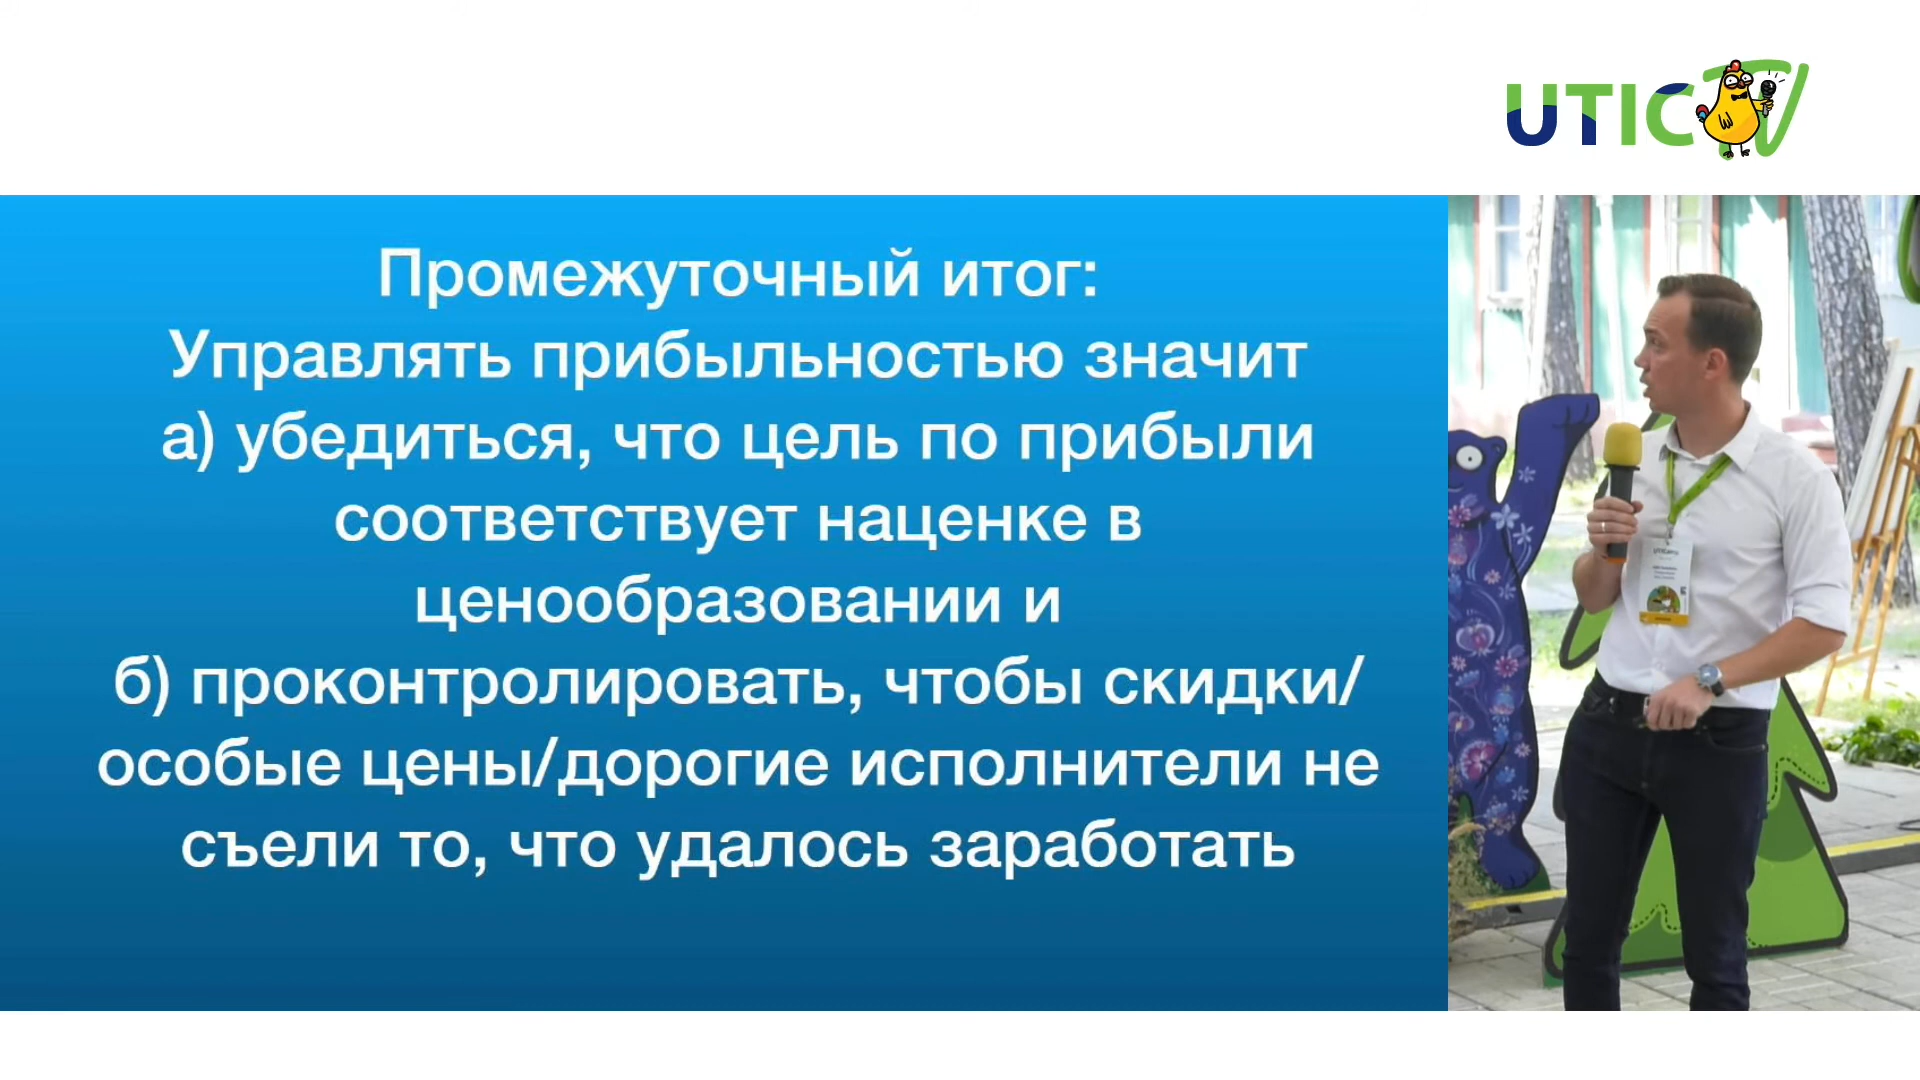 UTIC TV
Промежуточный итог:
Управлять прибыльностью значит
а) убедиться, что цель по прибыли
соответствует наценке в
ценообразовании и
б) проконтролировать, чтобы скидки/
особые цены/дорогие исполнители не
съели то, что удалось заработать